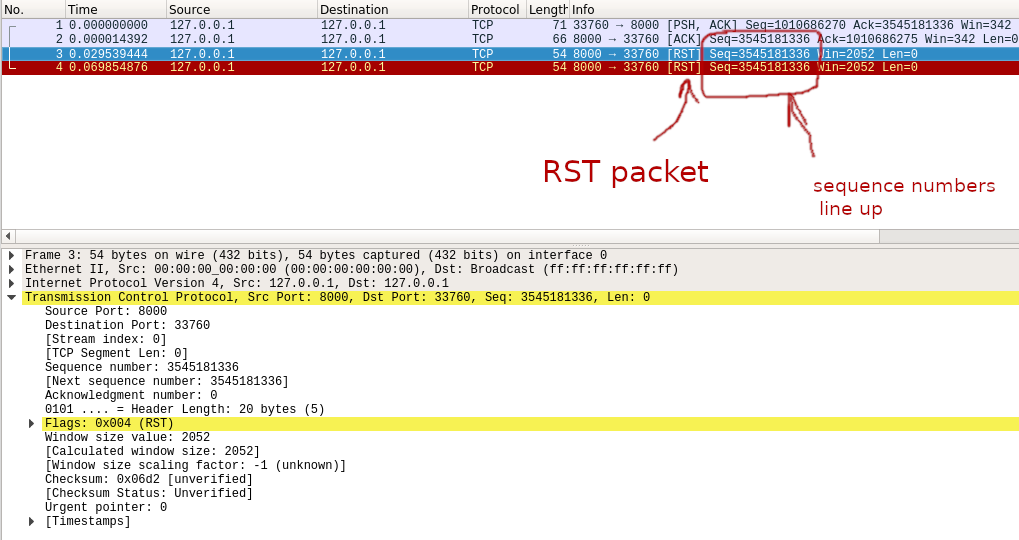 No. Time Source Destination Protocol Length Info
1 0.000000000 127.0.0.1 127.0.0.1 TCP 71 33760 → 8000 [PSH, ACK] Seq=1010686270 Ack=3545181336 Win=342
2 0.000014392 127.0.0.1 127.0.0.1 TCP 66 8000 → 33760 [ACK] Seq=3545181336 Ack=1010686275 Win=342 Len=0
3 0.029539444 127.0.0.1 127.0.0.1 TCP 54 8000 → 33760 [RST] Seq=3545181336 Win=2052 Len=0
4 0.069854876 127.0.0.1 127.0.0.1 TCP 54 8000 → 33760 [RST] Seq=3545181336 Win=2052 Len=0
RST packet
sequence numbers
line up
Frame 3: 54 bytes on wire (432 bits), 54 bytes captured (432 bits) on interface 0
Ethernet II, Src: 00:00:00_00:00:00 (00:00:00:00:00:00), Dst: Broadcast (ff:ff:ff:ff:ff:ff)
Internet Protocol Version 4, Src: 127.0.0.1, Dst: 127.0.0.1
Transmission Control Protocol, Src Port: 8000, Dst Port: 33760, Seq: 3545181336, Len: 0
Source Port: 8000
Destination Port: 33760
[Stream index: 0]
[TCP Segment Len: 0]
Sequence number: 3545181336
[Next sequence number: 3545181336]
Acknowledgment number: 0
0101 .... = Header Length: 20 bytes (5)
Flags: 0x004 (RST)
Window size value: 2052
[Calculated window size: 2052]
[Window size scaling factor: -1 (unknown)]
Checksum: 0x06d2 [unverified]
[Checksum Status: Unverified]
Urgent pointer: 0
[Timestamps]